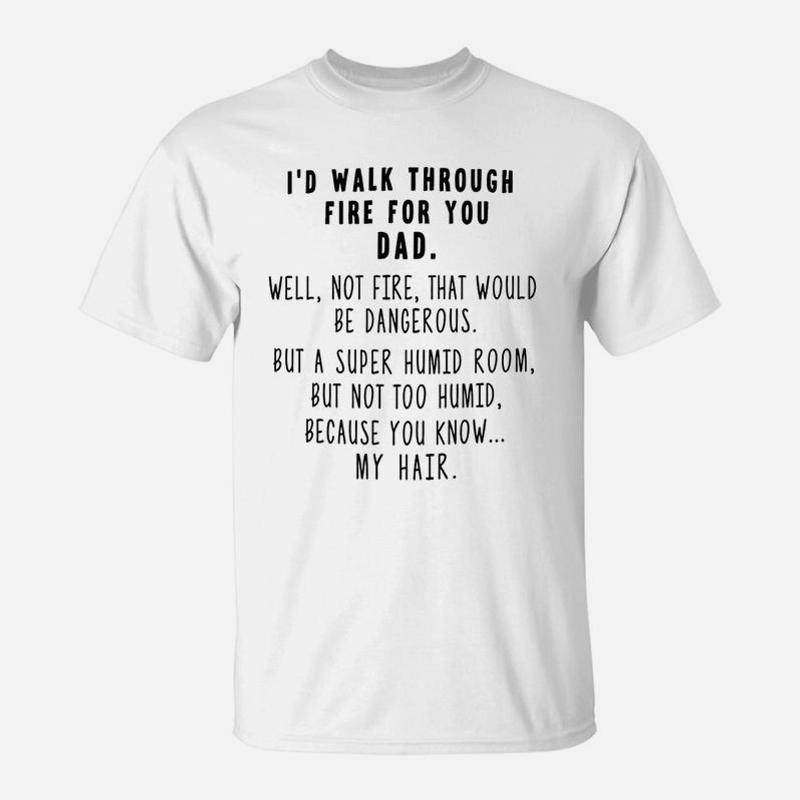 I'D WALK THROUGH
FIRE FOR YOU
DAD.
WELL, NOT FIRE, THAT WOULD
BE DANGEROUS.
BUT A SUPER HUMID ROOM,
BUT NOT TOO HUMID,
BECAUSE YOU KNOW...
MY HAIR.